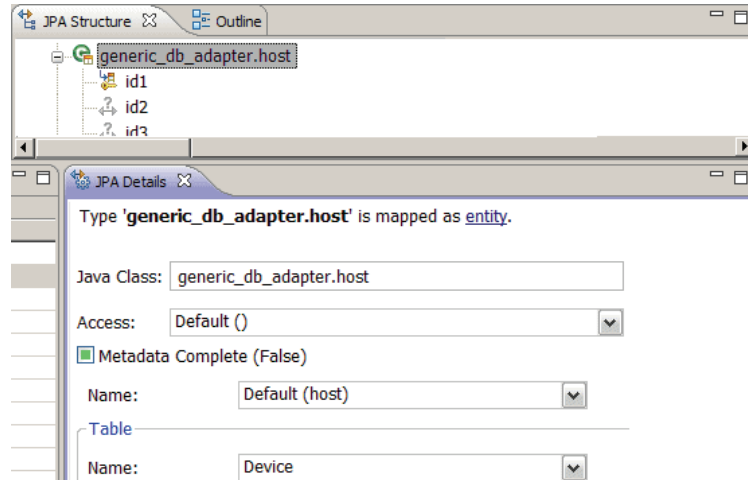 JPA Structure Outline
generic_db_adapter.host
id1
id2
id3
JPA Details
Type 'generic_db_adapter.host' is mapped as entity.
Java Class: generic_db_adapter.host
Access: Default ()
Metadata Complete (False)
Name: Default (host)
Table
Name: Device